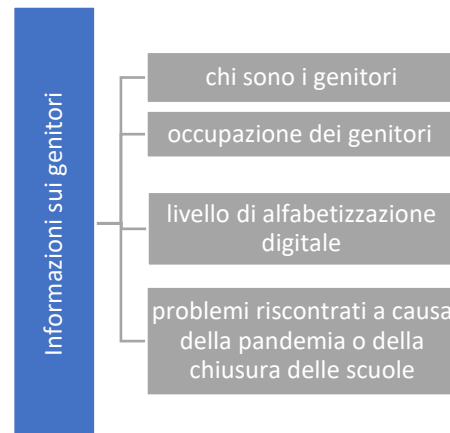 Informazioni sui genitori
chi sono i genitori
occupazione dei genitori
livello di alfabetizzazione
digitale
problemi riscontrati a causa
della pandemia o della
chiusura delle scuole